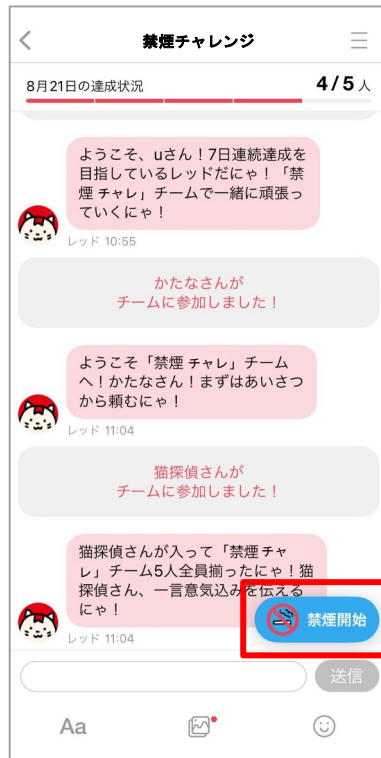 禁煙チャレンジ
8月21日の達成状況
4/5人
ようこそ、uさん！7日連続達成を
目指しているレッドだにゃ！「禁
煙チャレ」チームで一緒に頑張っ
ていくにゃ！
レッド 10:55
かたなさんが
チームに参加しました！
ようこそ「禁煙チャレ」チーム
へ！かたなさん！まずはあいさつ
から頼むにゃ！
レッド 11:04
猫探偵さんが
チームに参加しました！
猫探偵さんが入って「禁煙チャ
レ」チーム5人全員揃ったにゃ！猫
探偵さん、一言意気込みを伝える
にゃ！
レッド 11:04
禁煙開始
送信
Aa